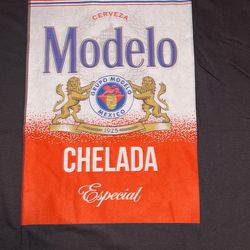 CERVEZA
Modelo
GRUPO MODELO
MEXICO
1925
CHELADA
Especial